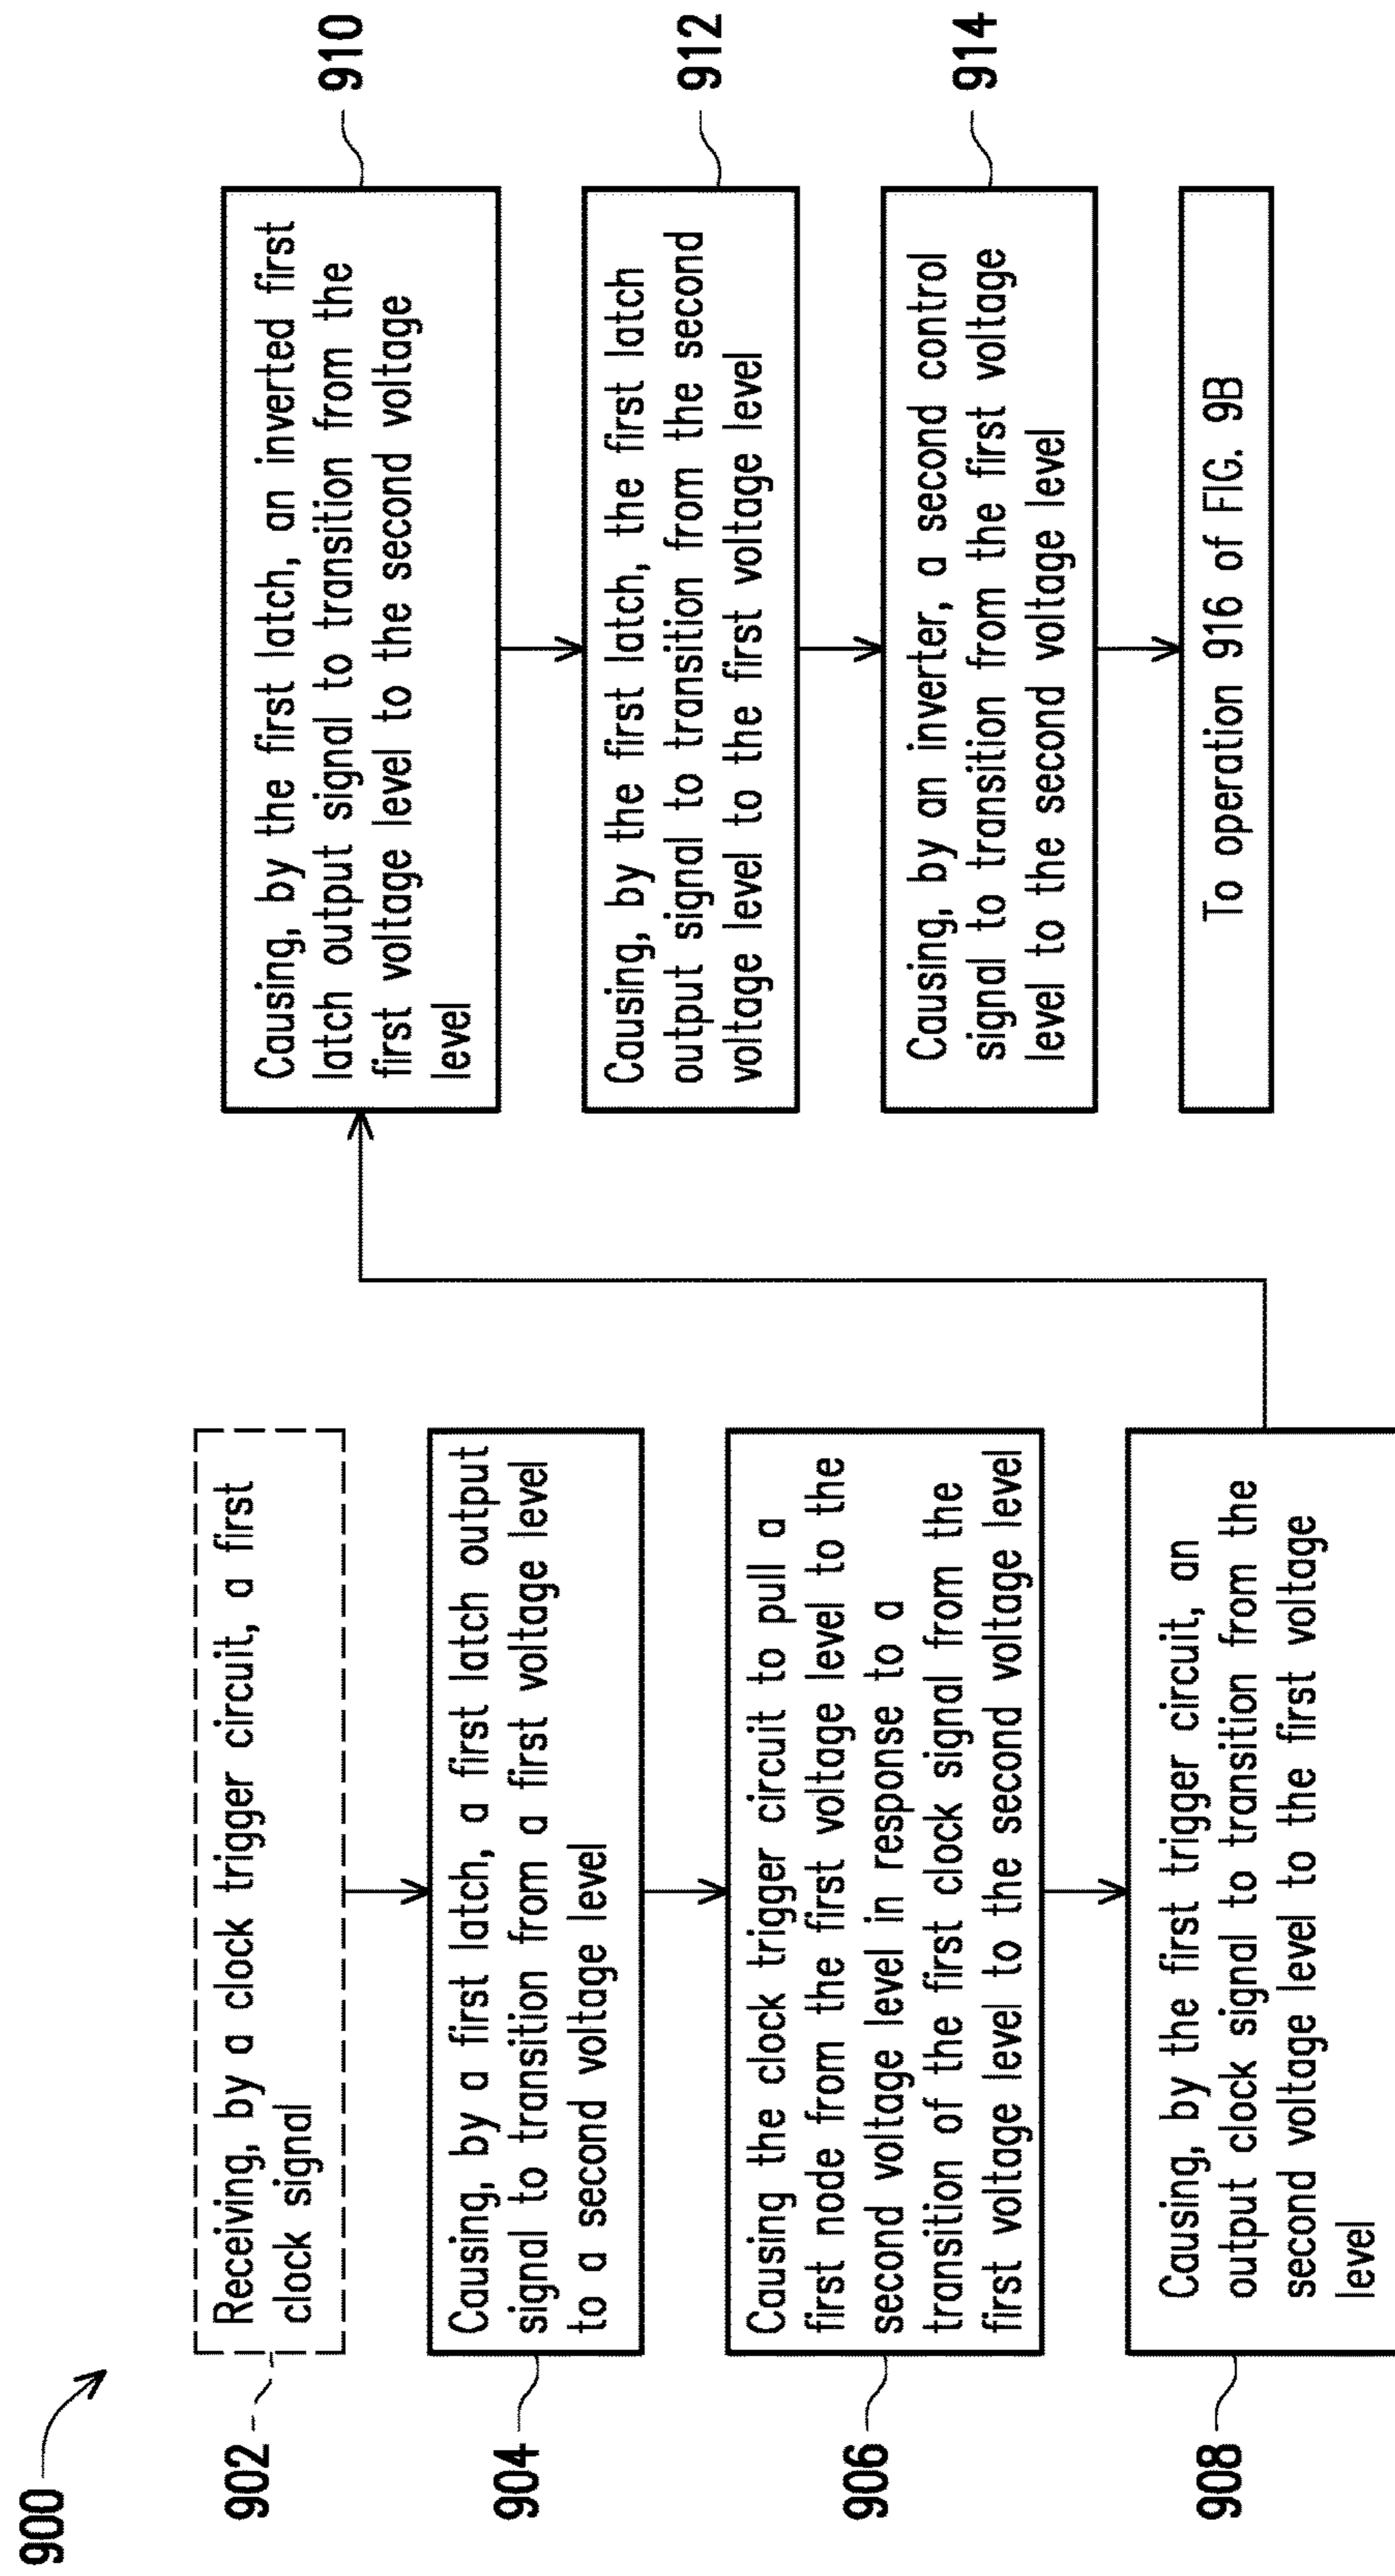 900
902
Receiving, by a clock trigger circuit, a first
clock signal
904
Causing, by a first latch, a first latch output
signal to transition from a first voltage level
to a second voltage level
906
Causing the clock trigger circuit to pull a
first node from the first voltage level to the
second voltage level in response to a
transition of the first clock signal from the
first voltage level to the second voltage level
908
Causing, by the first trigger circuit, an
output clock signal to transition from the
second voltage level to the first voltage
level
910
Causing, by the first latch, an inverted first
latch output signal to transition from the
first voltage level to the second voltage
level
912
Causing, by the first latch, the first latch
output signal to transition from the second
voltage level to the first voltage level
914
Causing, by an inverter, a second control
signal to transition from the first voltage
level to the second voltage level
To operation 916 of FIG. 9B